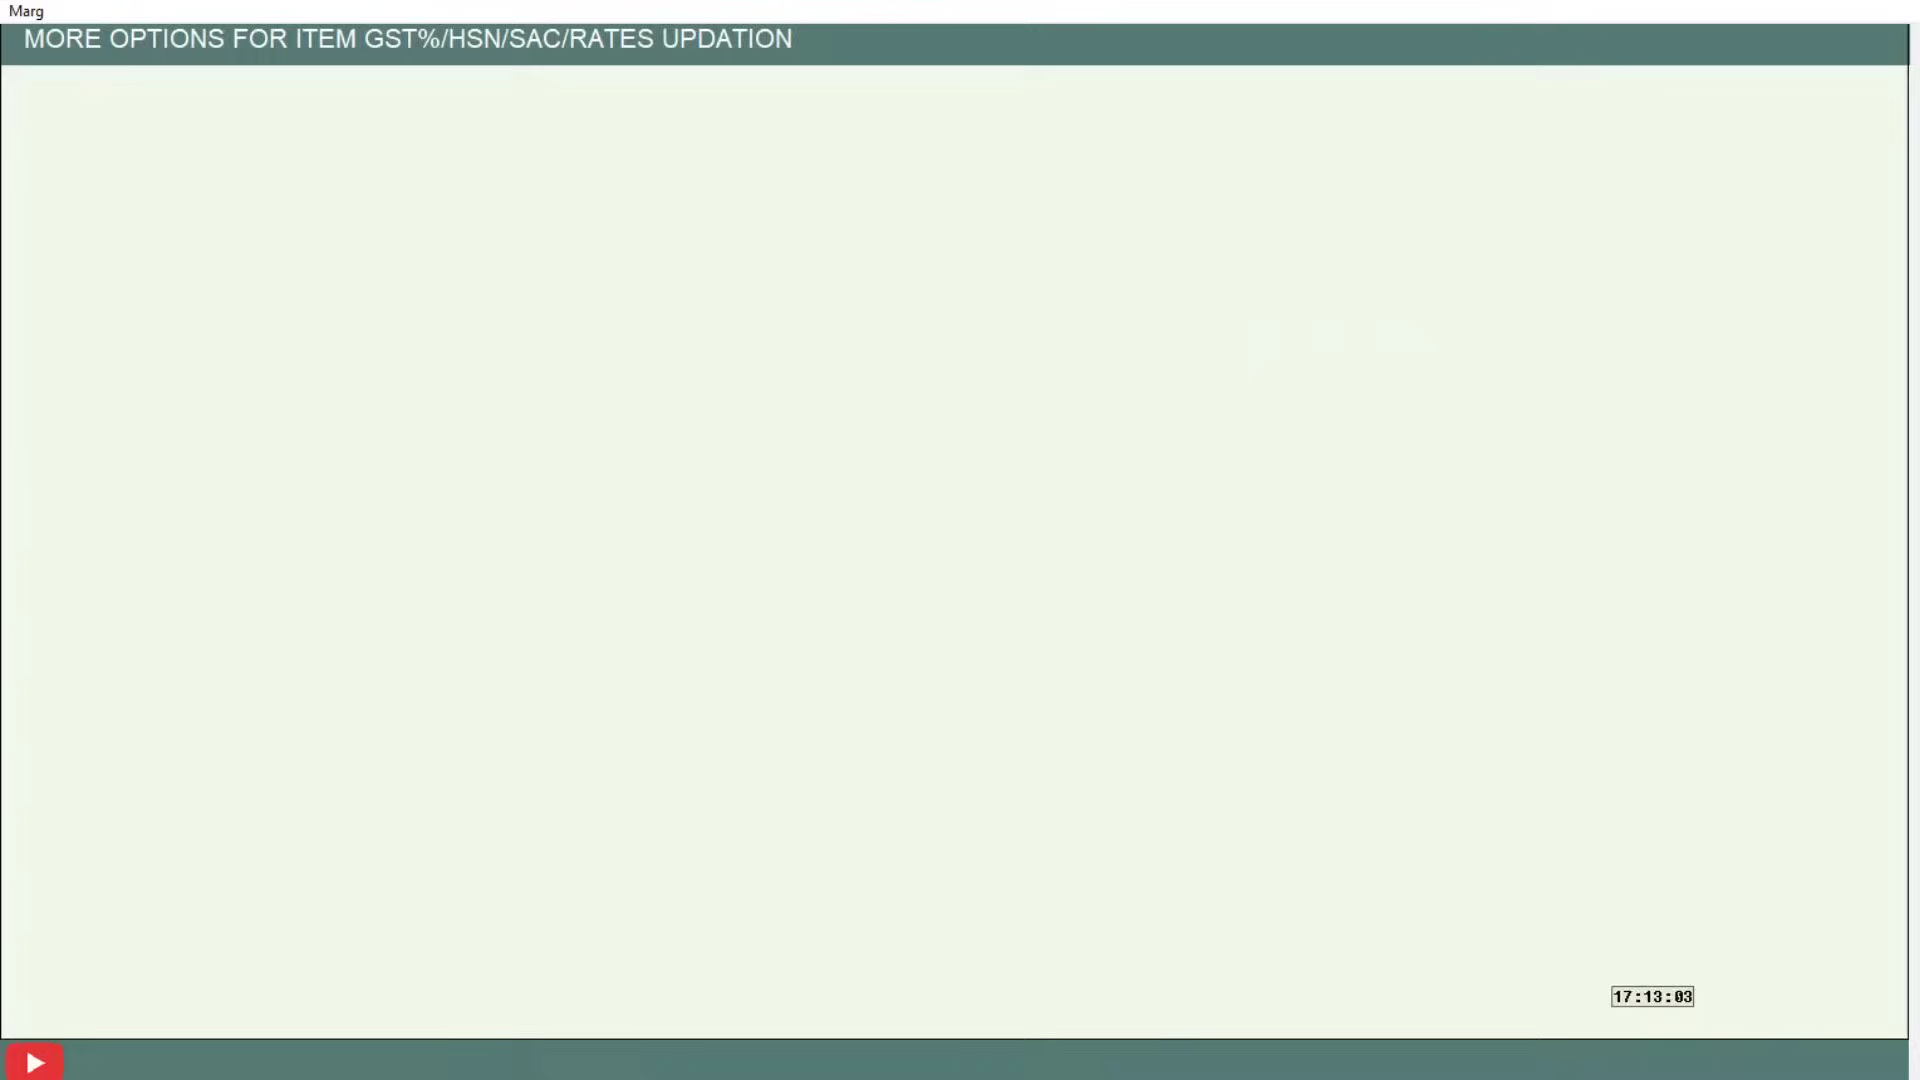 Marg
MORE OPTIONS FOR ITEM GST%/HSN/SAC/RATES UPDATION
17:13:03